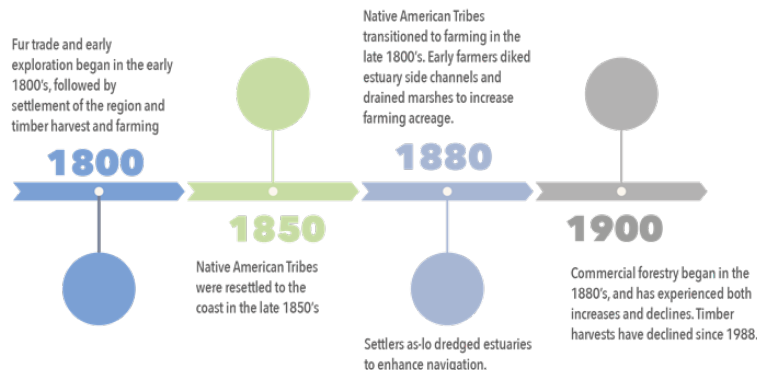 Fur trade and early
exploration began in the early
1800's, followed by
settlement of the region and
timber harvest and farming
1800
1850
Native American Tribes
were resettled to the
coast in the late 1850's
Native American Tribes
transitioned to farming in the
late 1800's. Early farmers diked
estuary side channels and
drained marshes to increase
farming acreage.
1880
Settlers as-lo dredged estuaries
to enhance navigation.
1900
Commercial forestry began in the
1880's, and has experienced both
increases and declines. Timber
harvests have declined since 1988.